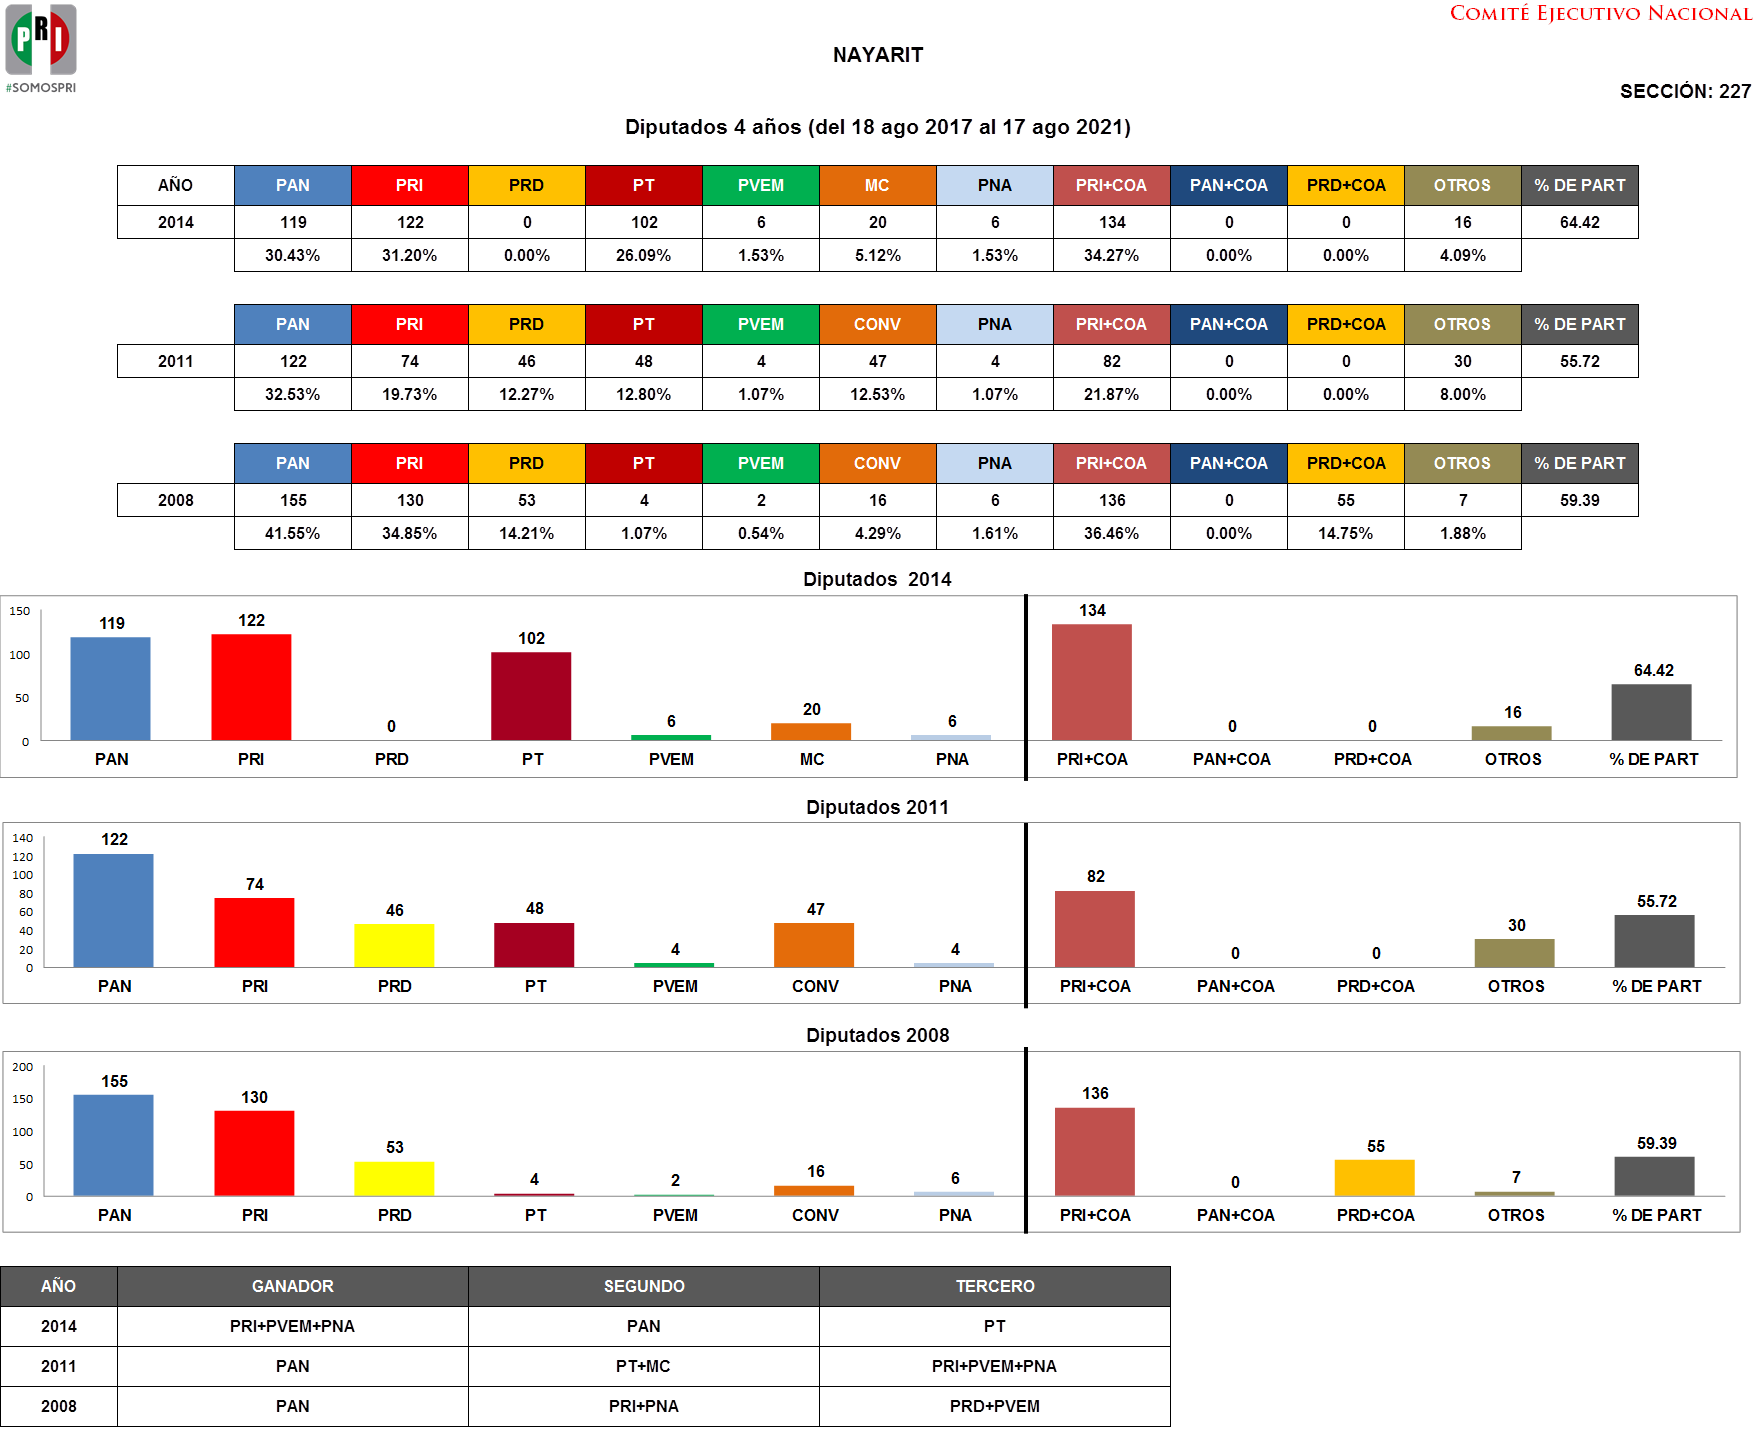 PRI
#SOMOSPRI
COMITÉ EJECUTIVO NACIONAL
NAYARIT
SECCIÓN: 227
Diputados 4 años (del 18 ago 2017 al 17 ago 2021)
AÑO PAN PRI PRD PT PVEM MC PNA PRI+COA PAN+COA PRD+COA OTROS % DE PART
2014 119 122 0 102 6 20 6 134 0 0 16 64.42
30.43% 31.20% 0.00% 26.09% 1.53% 5.12% 1.53% 34.27% 0.00% 0.00% 4.09%
PAN PRI PRD PT PVEM CONV PNA PRI+COA PAN+COA PRD+COA OTROS % DE PART
2011 122 74 46 48 4 47 4 82 0 0 30 55.72
32.53% 19.73% 12.27% 12.80% 1.07% 12.53% 1.07% 21.87% 0.00% 0.00% 8.00%
PAN PRI PRD PT PVEM CONV PNA PRI+COA PAN+COA PRD+COA OTROS % DE PART
2008 155 130 53 4 2 16 6 136 0 55 7 59.39
41.55% 34.85% 14.21% 1.07% 0.54% 4.29% 1.61% 36.46% 0.00% 14.75% 1.88%
Diputados 2014
150
100
50
0
119 122 0 102 6 20 6 134 0 0 16 64.42
PAN PRI PRD PT PVEM MC PNA PRI+COA PAN+COA PRD+COA OTROS % DE PART
Diputados 2011
140
120
100
80
60
40
20
0
122 74 46 48 4 47 4 82 0 0 30 55.72
PAN PRI PRD PT PVEM CONV PNA PRI+COA PAN+COA PRD+COA OTROS % DE PART
Diputados 2008
200
150
100
50
0
155 130 53 4 2 16 6 136 0 55 7 59.39
PAN PRI PRD PT PVEM CONV PNA PRI+COA PAN+COA PRD+COA OTROS % DE PART
AÑO GANADOR SEGUNDO TERCERO
2014 PRI+PVEM+PNA PAN PT
2011 PAN PT+MC PRI+PVEM+PNA
2008 PAN PRI+PNA PRD+PVEM